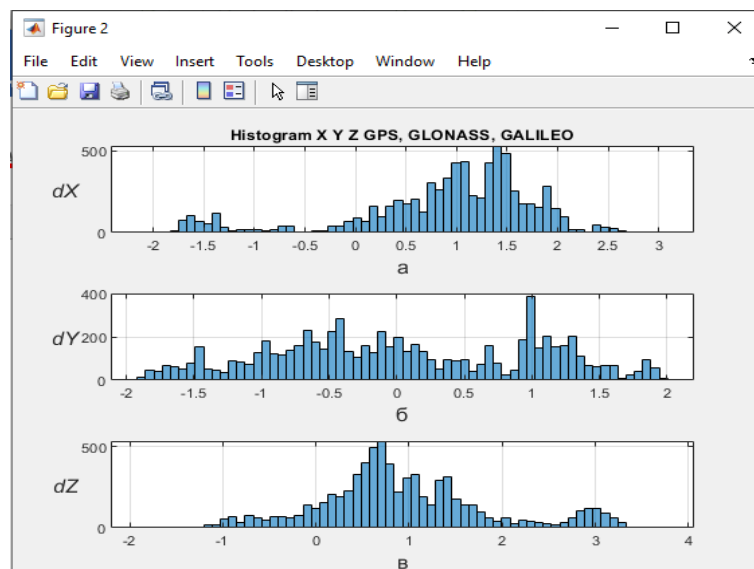 Figure 2
File Edit View Insert Tools Desktop Window Help
Histogram X Y Z GPS, GLONASS, GALILEO
500
dX
0
-2 -1.5 -1 -0.5 0 0.5 1 1.5 2 2.5 3
а
400
dY 200
0
-2 -1.5 -1 -0.5 0 0.5 1 1.5 2
б
500
dZ
0
-2 -1 0 1 2 3 4
в